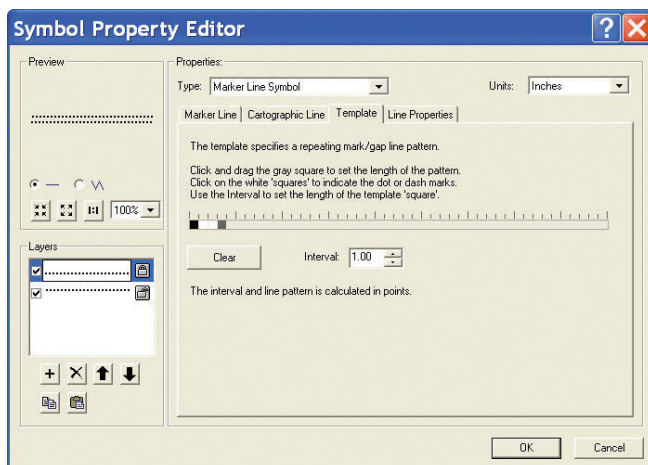 Symbol Property Editor
Preview
100%
1:1
Layers
Properties:
Type: Marker Line Symbol
Units: Inches
Marker Line
Cartographic Line
Template
Line Properties
The template specifies a repeating mark/gap line pattern.
Click and drag the gray square to set the length of the pattern.
Click on the white 'squares' to indicate the dot or dash marks.
Use the Interval to set the length of the template 'square'.
Clear
Interval: 1.00
The interval and line pattern is calculated in points.
OK
Cancel